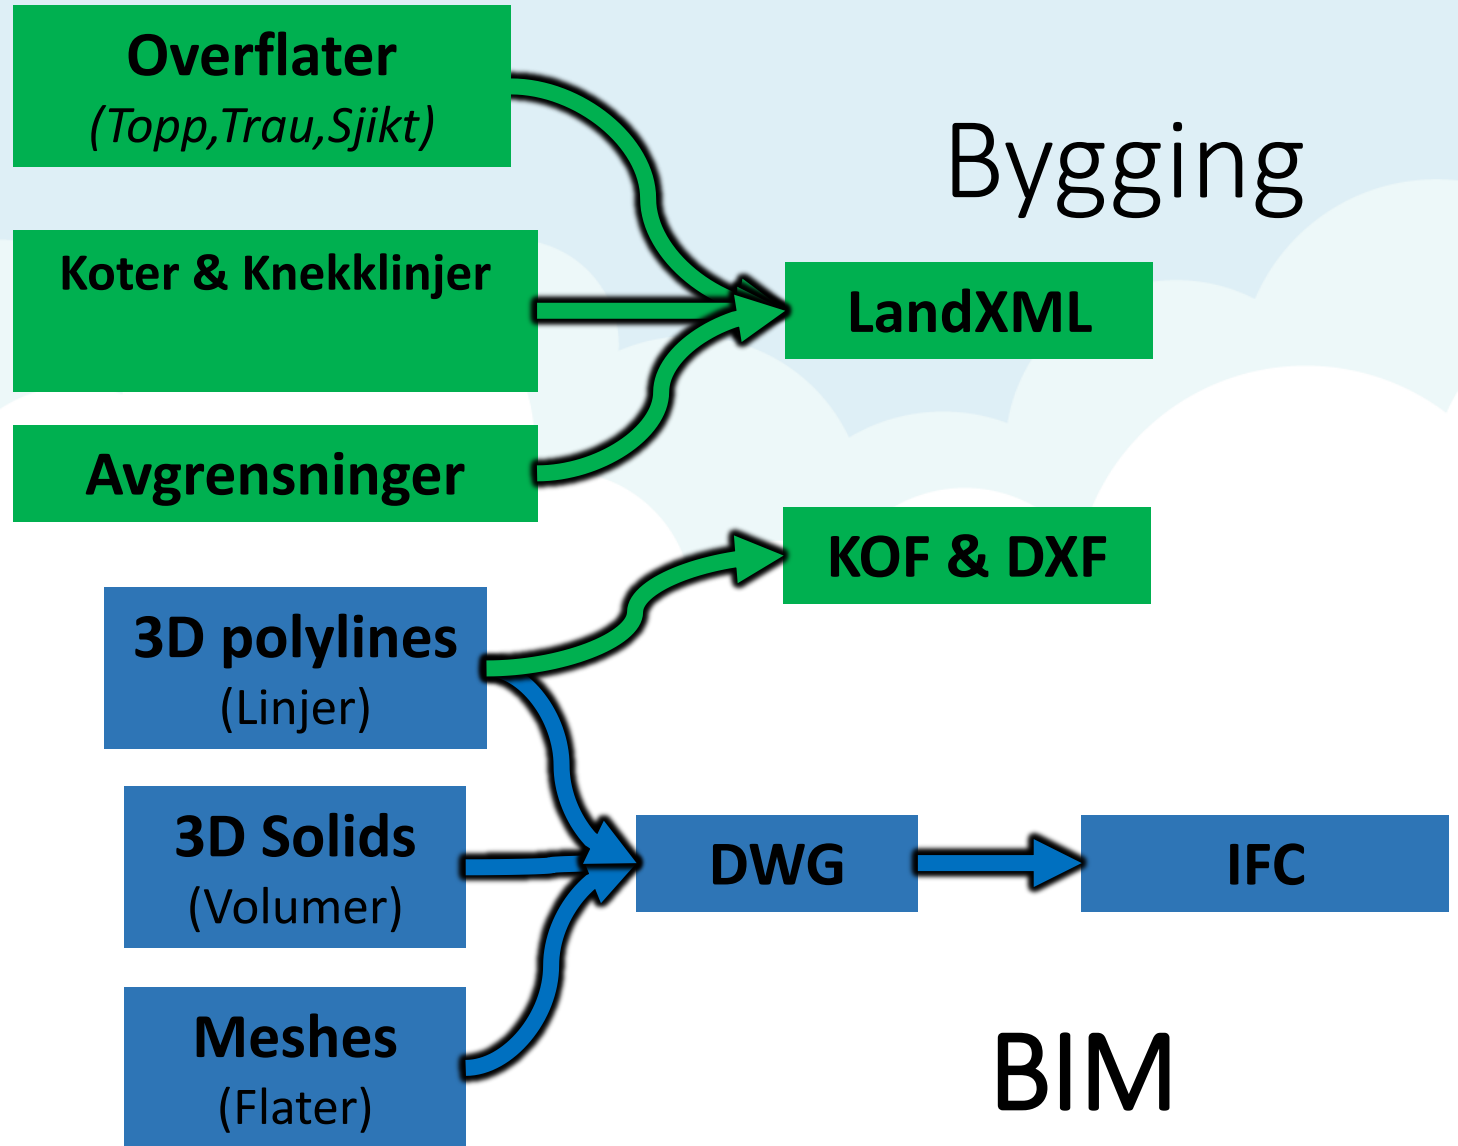 Overflater
(Topp,Trau,Sjikt)
Bygging
Koter & Knekklinjer
LandXML
Avgrensninger
KOF & DXF
3D polylines
(Linjer)
3D Solids
(Volumer)
DWG
IFC
Meshes
(Flater)
BIM